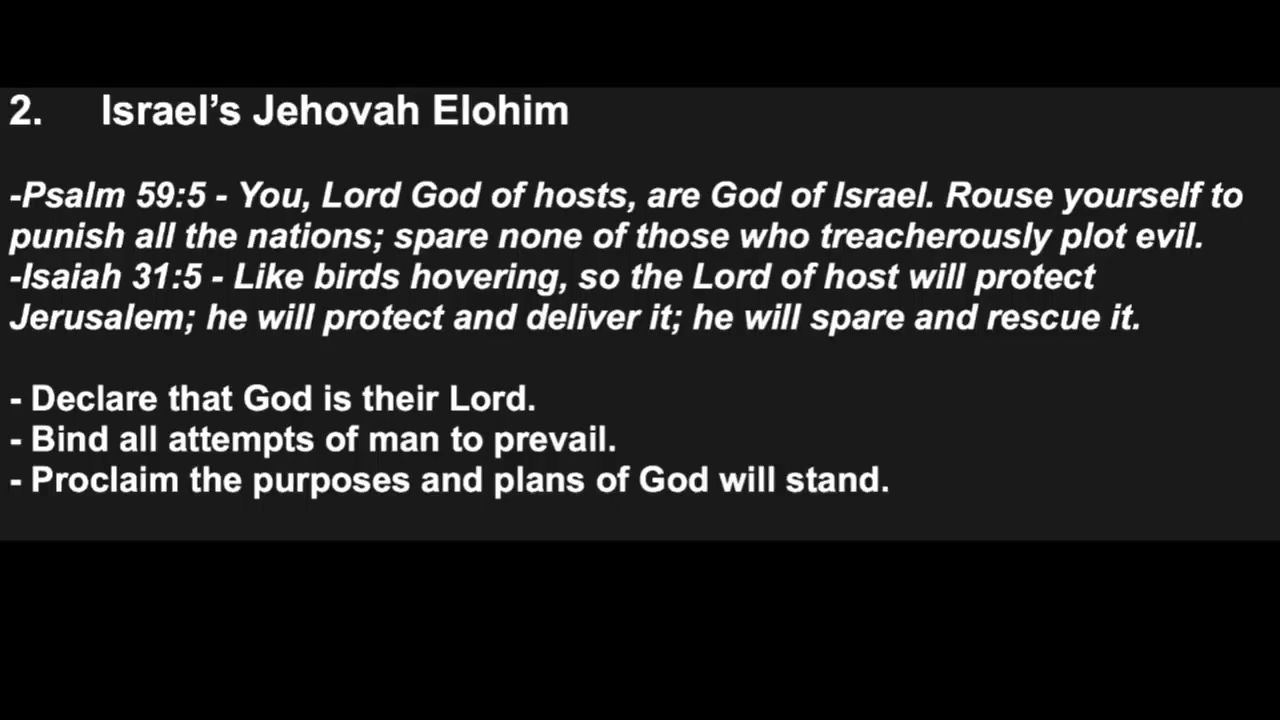 2. Israel’s Jehovah Elohim
-Psalm 59:5 - You, Lord God of hosts, are God of Israel. Rouse yourself to
punish all the nations; spare none of those who treacherously plot evil.
-Isaiah 31:5 - Like birds hovering, so the Lord of host will protect
Jerusalem; he will protect and deliver it; he will spare and rescue it.
- Declare that God is their Lord.
- Bind all attempts of man to prevail.
- Proclaim the purposes and plans of God will stand.